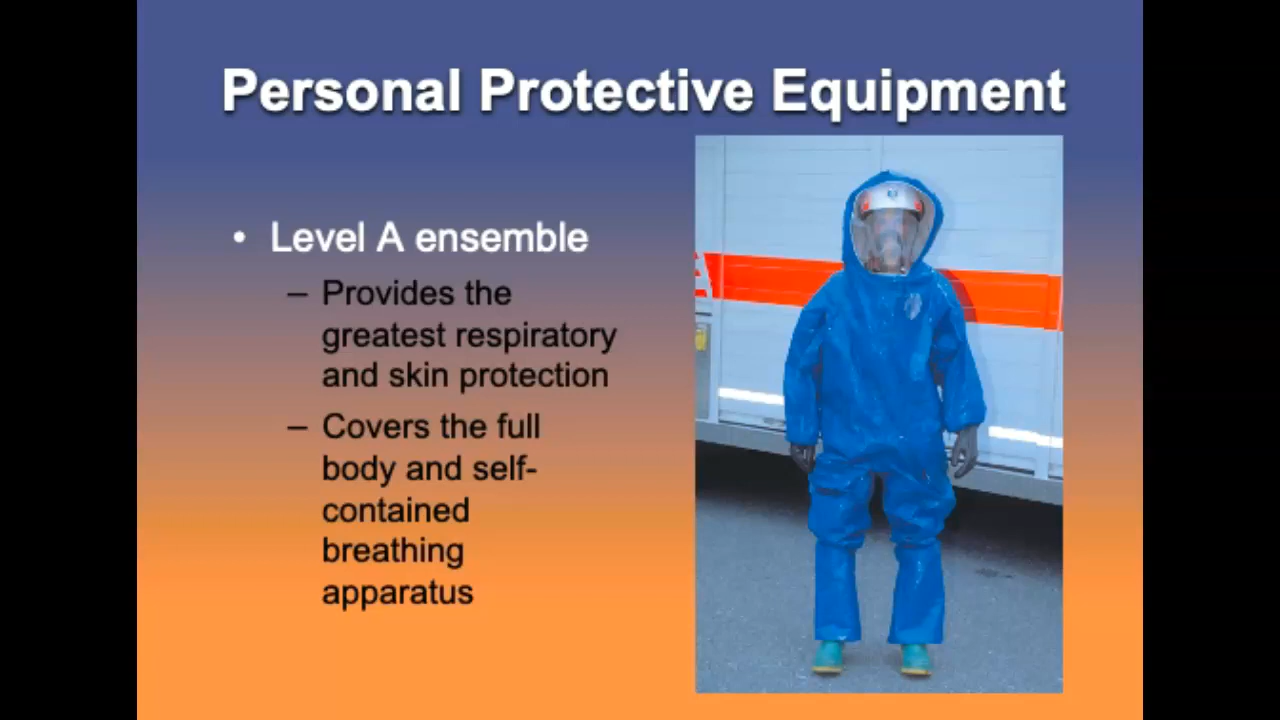 Personal Protective Equipment
• Level A ensemble
– Provides the
greatest respiratory
and skin protection
– Covers the full
body and self-
contained
breathing
apparatus
A